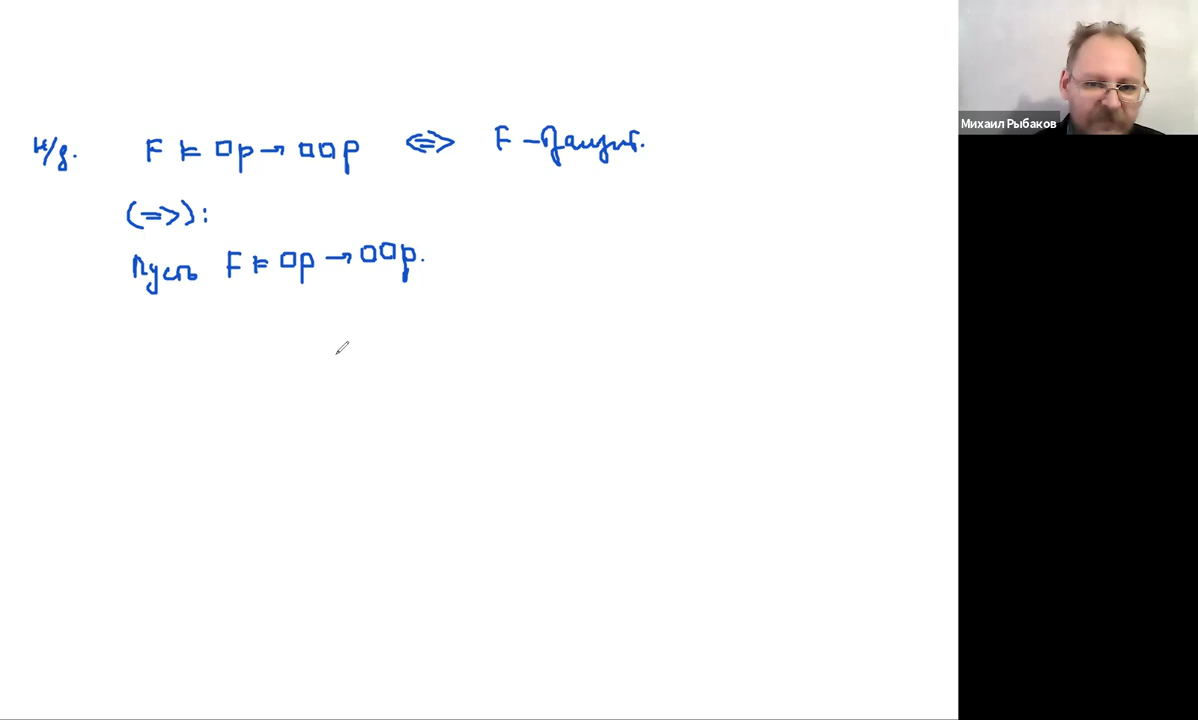 н/д. F ⊨ □p → □□p <=> F - транзит.
(=>):
Пусть F ⊨ □p → □□p.
Михаил Рыбаков